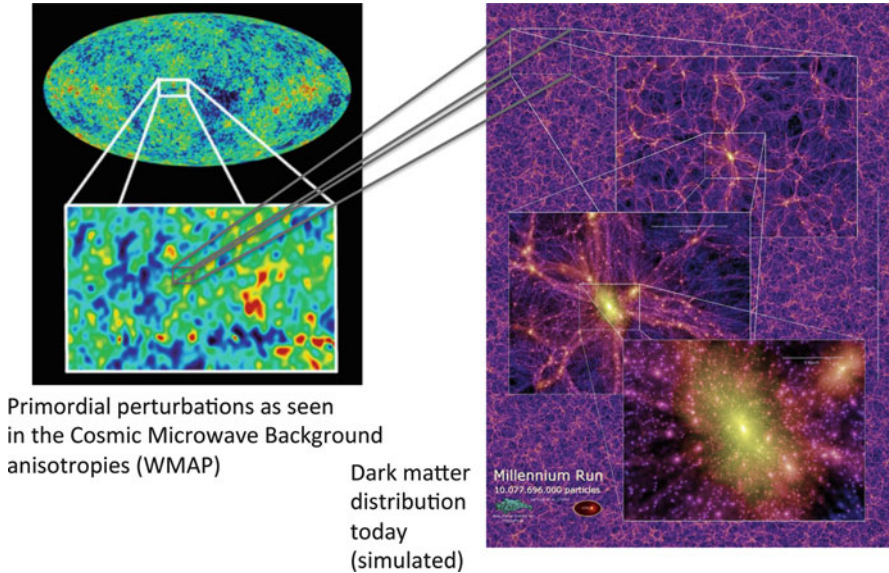 Primordial perturbations as seen
in the Cosmic Microwave Background
anisotropies (WMAP)
Dark matter
distribution
today
(simulated)
Millennium Run
10.077.696.000 particles